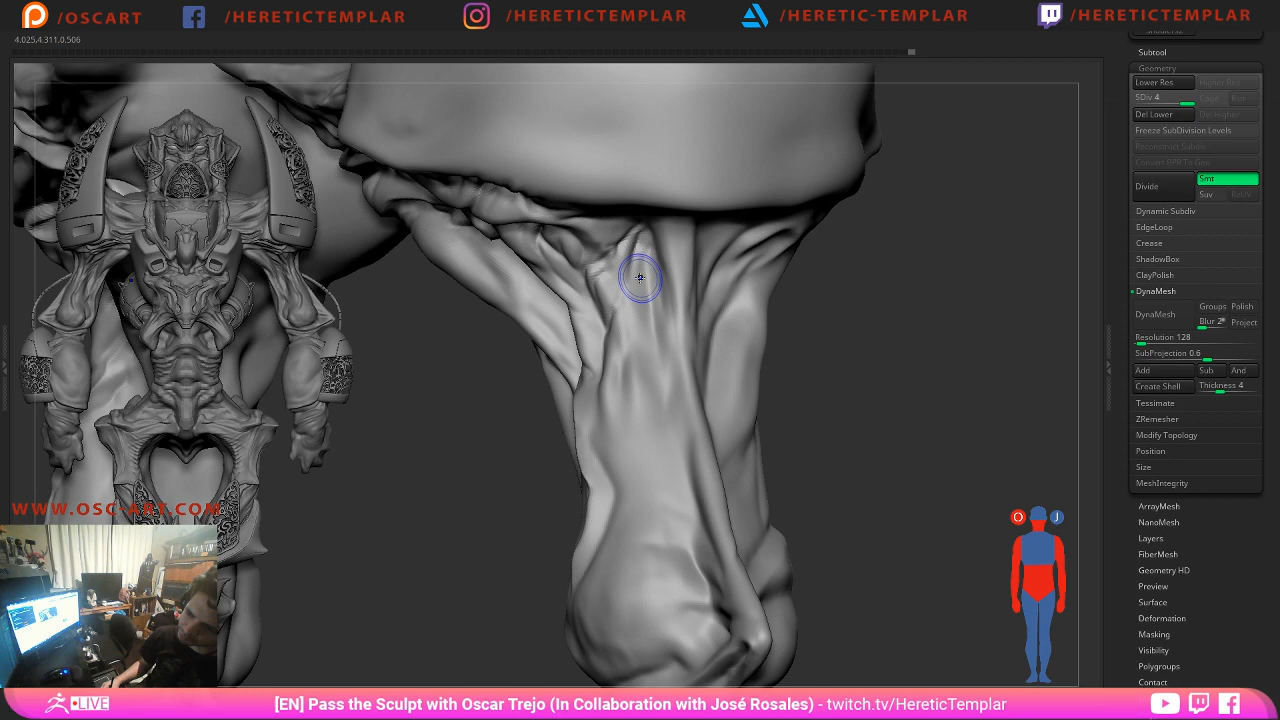 /OSCART /HERETICTEMPLAR /HERETICTEMPLAR /HERETIC-TEMPLAR /HERETICTEMPLAR
4.025,4.311,0.506
Subtool
Geometry
Lower Res Higher Res
SDiv 4
Del Lower Del Higher
Freeze SubDivision Levels
Reconstruct Subdiv
Convert BPR To Geo
Divide Smt
Suv ReUV
Dynamic Subdiv
EdgeLoop
Crease
ShadowBox
ClayPolish
DynaMesh
DynaMesh Groups Polish
Blur 2 Project
Resolution 128
SubProjection 0.6
Add Sub And
Create Shell Thickness 4
Tessimate
ZRemesher
Modify Topology
Position
Size
MeshIntegrity
ArrayMesh
NanoMesh
Layers
FiberMesh
Geometry HD
Preview
Surface
Deformation
Masking
Visibility
Polygroups
Contact
O J
WWW.OSC-ART.COM
LIVE
[EN] Pass the Sculpt with Oscar Trejo (In Collaboration with José Rosales) - twitch.tv/HereticTemplar